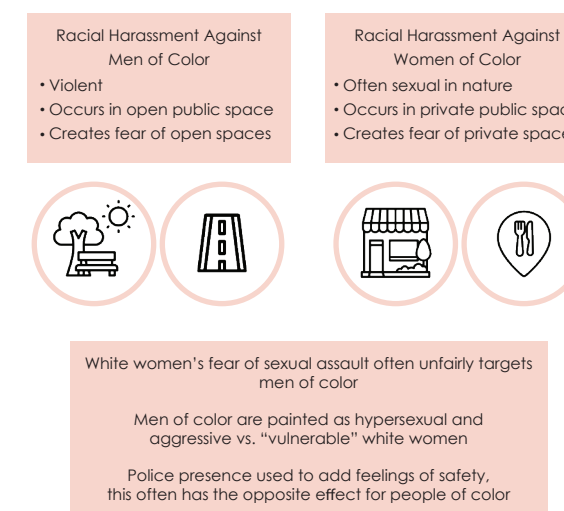 Racial Harassment Against
Men of Color
• Violent
• Occurs in open public space
• Creates fear of open spaces
Racial Harassment Against
Women of Color
• Often sexual in nature
• Occurs in private public
• Creates fear of private
White women’s fear of sexual assault often unfairly targets
men of color
Men of color are painted as hypersexual and
aggressive vs. “vulnerable” white women
Police presence used to add feelings of safety,
this often has the opposite effect for people of color